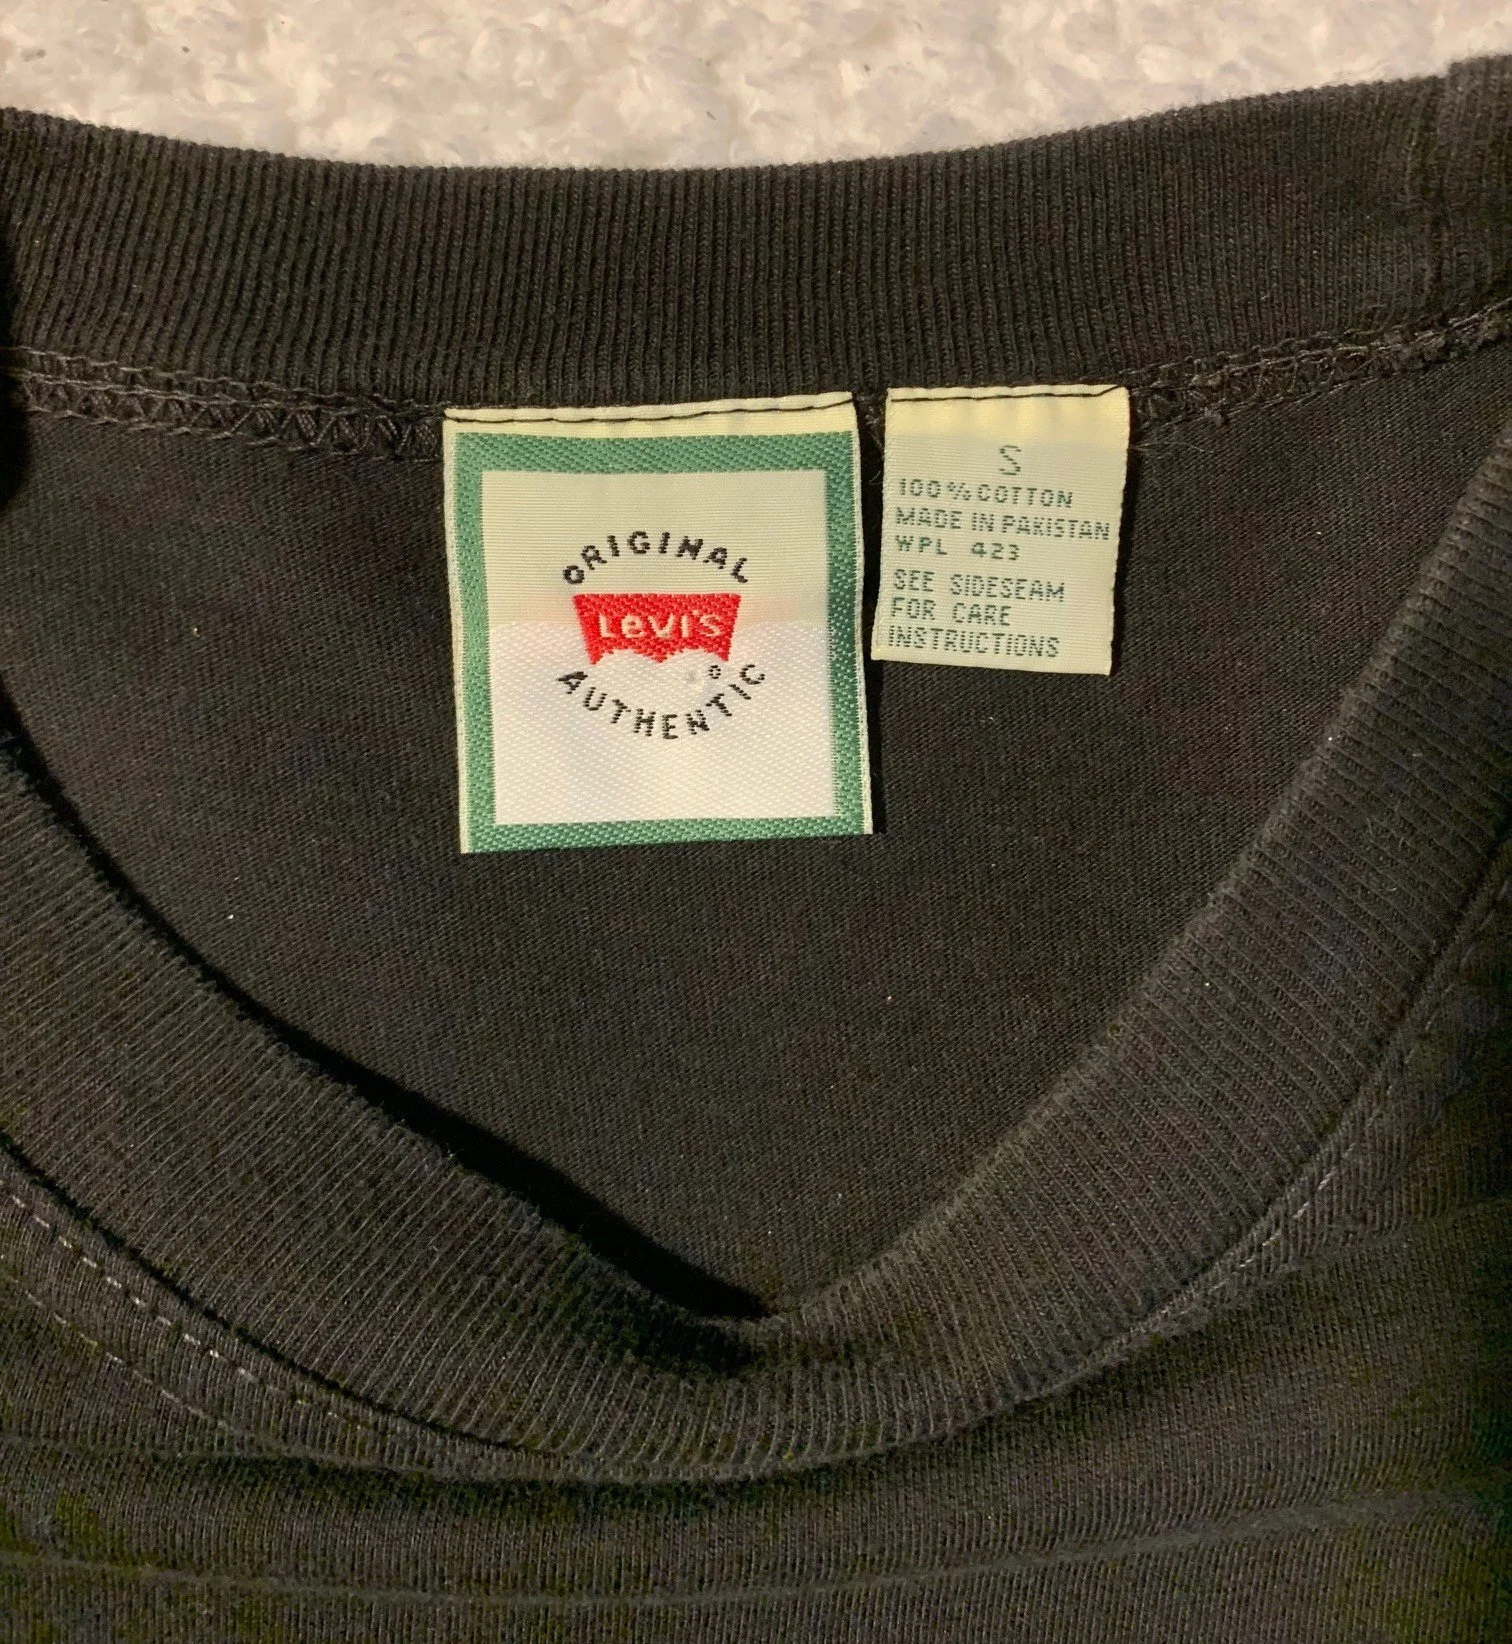 ORIGINAL
Levi's
®
AUTHENTIC
S
100% COTTON
MADE IN PAKISTAN
WPL 423
SEE SIDESEAM
FOR CARE
INSTRUCTIONS